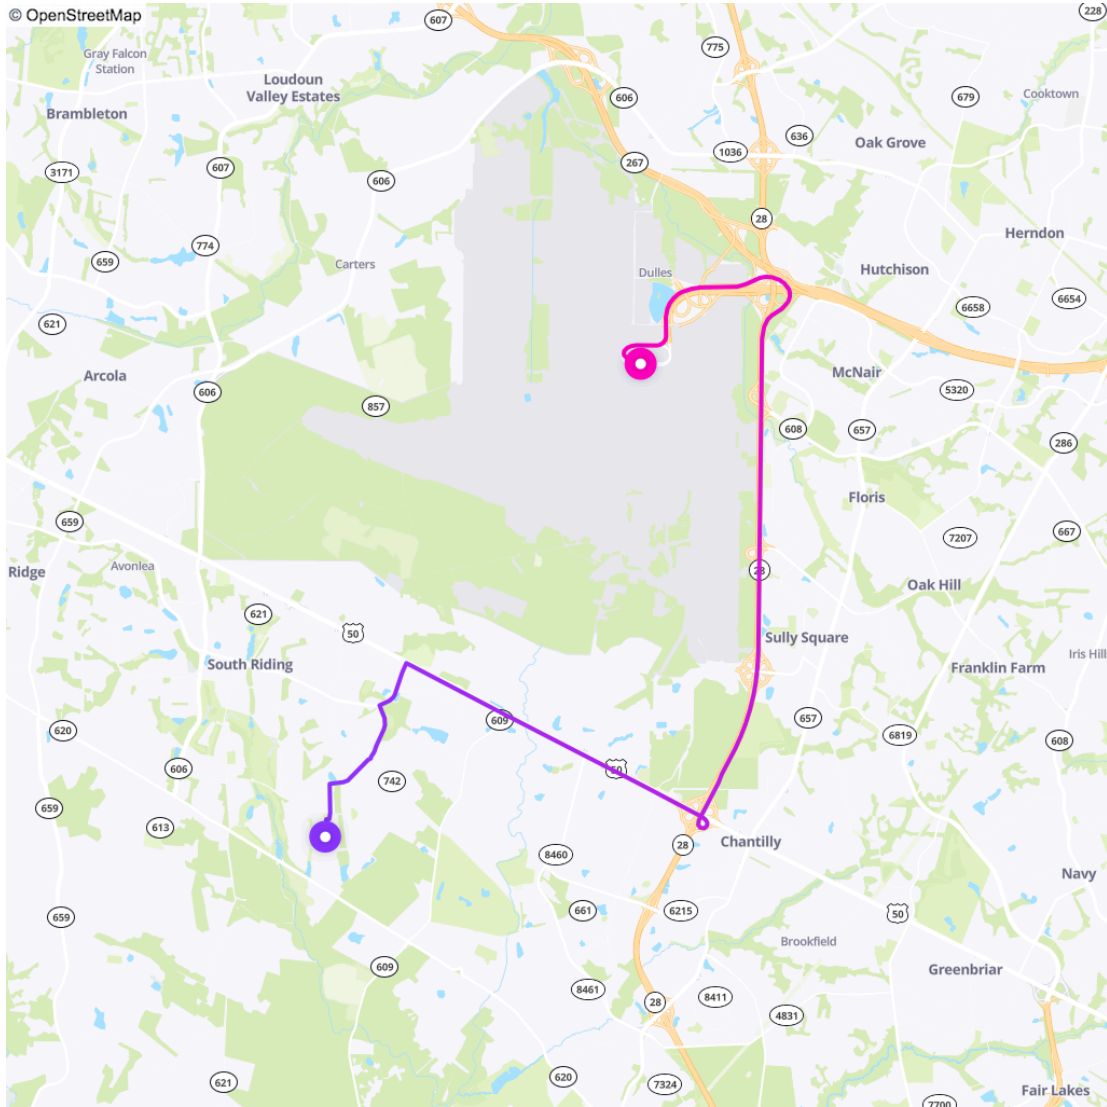 © OpenStreetMap
607
228
Gray Falcon
Station
775
Loudoun
Valley Estates
606
679
Cooktown
Brambleton
636
Oak Grove
1036
267
3171
607
606
28
Herndon
774
659
Carters
Dulles
Hutchison
6658
6654
621
Arcola
McNair
606
857
5320
608
657
286
Floris
659
7207
667
Ridge
Avonlea
28
Oak Hill
621
50
Sully Square
South Riding
Franklin Farm
Iris Hill
609
657
620
6819
608
606
50
742
659
613
28
Chantilly
8460
Navy
659
661
6215
50
Brookfield
609
Greenbriar
8461
8411
28
4831
620
621
7324
Fair Lakes
7700